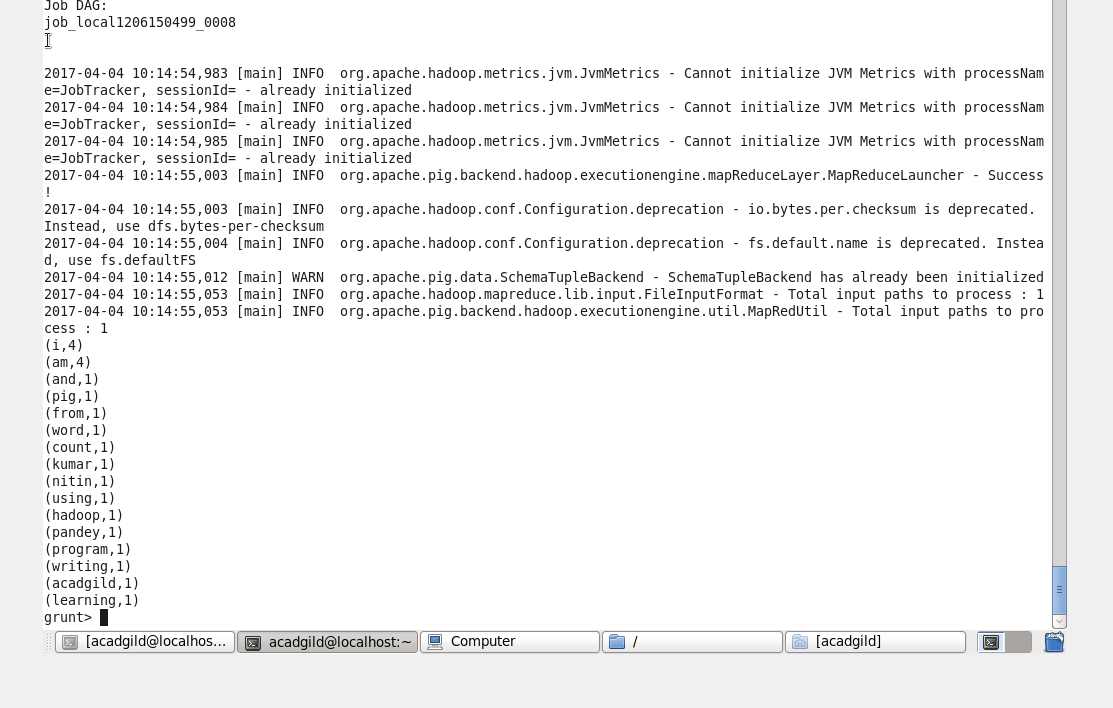 Job DAG:
job_local1206150499_0008
2017-04-04 10:14:54,983 [main] INFO  org.apache.hadoop.metrics.jvm.JvmMetrics - Cannot initialize JVM Metrics with processNam
e=JobTracker, sessionId= - already initialized
2017-04-04 10:14:54,984 [main] INFO  org.apache.hadoop.metrics.jvm.JvmMetrics - Cannot initialize JVM Metrics with processNam
e=JobTracker, sessionId= - already initialized
2017-04-04 10:14:54,985 [main] INFO  org.apache.hadoop.metrics.jvm.JvmMetrics - Cannot initialize JVM Metrics with processNam
e=JobTracker, sessionId= - already initialized
2017-04-04 10:14:55,003 [main] INFO  org.apache.pig.backend.hadoop.executionengine.mapReduceLayer.MapReduceLauncher - Success
!
2017-04-04 10:14:55,003 [main] INFO  org.apache.hadoop.conf.Configuration.deprecation - io.bytes.per.checksum is deprecated.
Instead, use dfs.bytes-per-checksum
2017-04-04 10:14:55,004 [main] INFO  org.apache.hadoop.conf.Configuration.deprecation - fs.default.name is deprecated. Instea
d, use fs.defaultFS
2017-04-04 10:14:55,012 [main] WARN  org.apache.pig.data.SchemaTupleBackend - SchemaTupleBackend has already been initialized
2017-04-04 10:14:55,053 [main] INFO  org.apache.hadoop.mapreduce.lib.input.FileInputFormat - Total input paths to process : 1
2017-04-04 10:14:55,053 [main] INFO  org.apache.pig.backend.hadoop.executionengine.util.MapRedUtil - Total input paths to pro
cess : 1
(i,4)
(am,4)
(and,1)
(pig,1)
(from,1)
(word,1)
(count,1)
(kumar,1)
(nitin,1)
(using,1)
(hadoop,1)
(pandey,1)
(program,1)
(writing,1)
(acadgild,1)
(learning,1)
grunt>
[acadgild@localhos... acadgild@localhost:~ Computer / [acadgild]